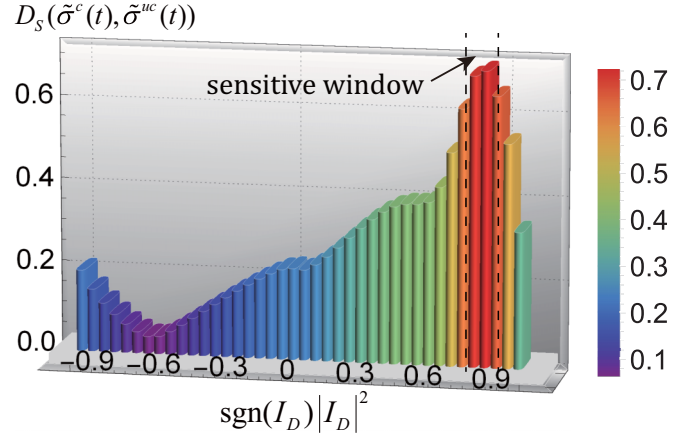 D_S(σ̃^c(t), σ̃^{uc}(t))
sensitive window
0.6
0.4
0.2
0.0
−0.9 −0.6 −0.3 0 0.3 0.6 0.9
sgn(I_D)|I_D|^2
0.7
0.6
0.5
0.4
0.3
0.2
0.1